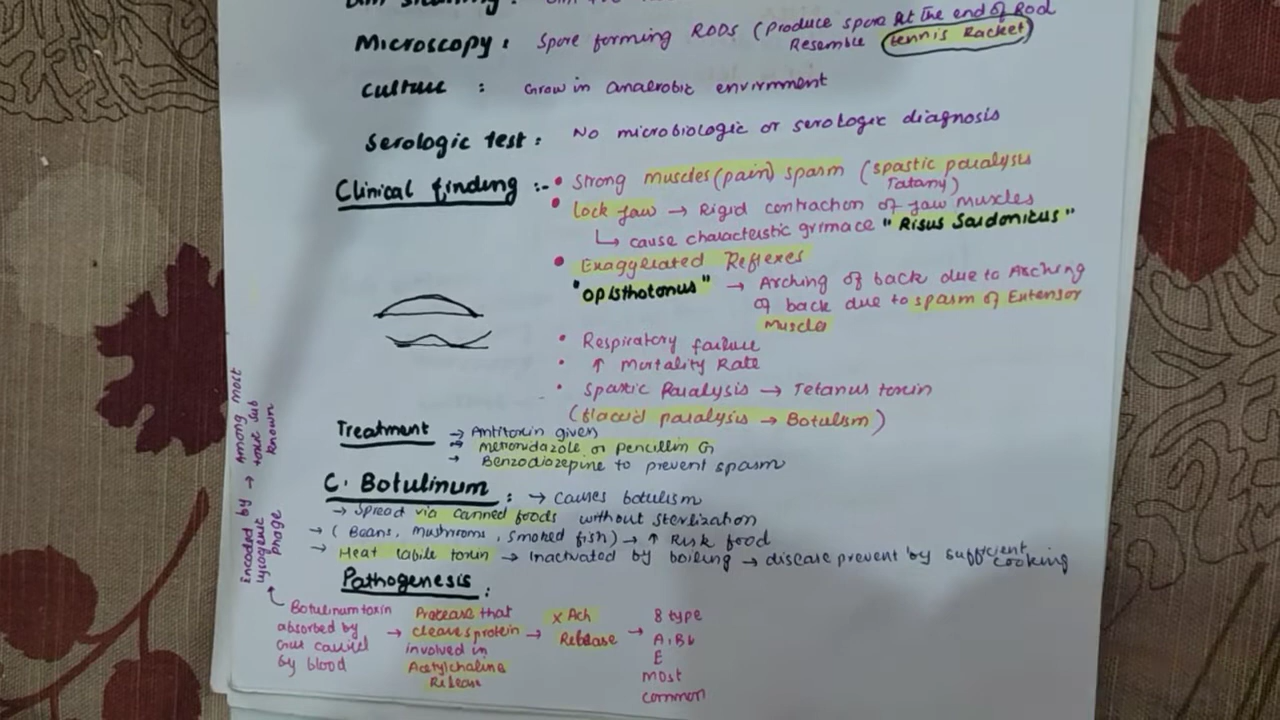 Microscopy : Spore forming RODs (Produce spore At The end of Rod
Resemble tennis Racket)
Culture : Grow in anaerobic envirnment
Serologic test : No microbiologic or serologic diagnosis
Clinical finding :- • Strong muscles (pain) spasm (spastic paralysis
Tatany)
• Lock Jaw → Rigid contraction of Jaw muscles
↳ cause characteristic grimace "Risus Saidonicus"
• Exaggerated Reflexes
"Opisthotonus" → Arching of back due to Arching
of back due to spasm of Extensor
Muscles
• Respiratory failure
• ↑ Mortality Rate
• Spastic Paralysis → Tetanus toxin
(flaccid paralysis → Botulism)
Treatment → Antitoxin given
→ Metronidazole or Pencillin G
→ Benzodiozepine to prevent spasm
C. Botulinum : → Causes botulism
→ Spread via canned foods without sterlization
→ (Beans, mushrooms, smoked fish) → ↑ Risk food
→ Heat labile toxin → Inactivated by boiling → disease prevent by sufficient
cooking
Pathogenesis :
Botulinum toxin
absorbed by
Gut carried
by blood
→ Protease that
cleaves protein
involved in
Acetylcholine
Release
→ x Ach
Release
→ 8 type
A, B &
E
most
common
Encoded by → Among most
lysogenic toxic sub
phage known